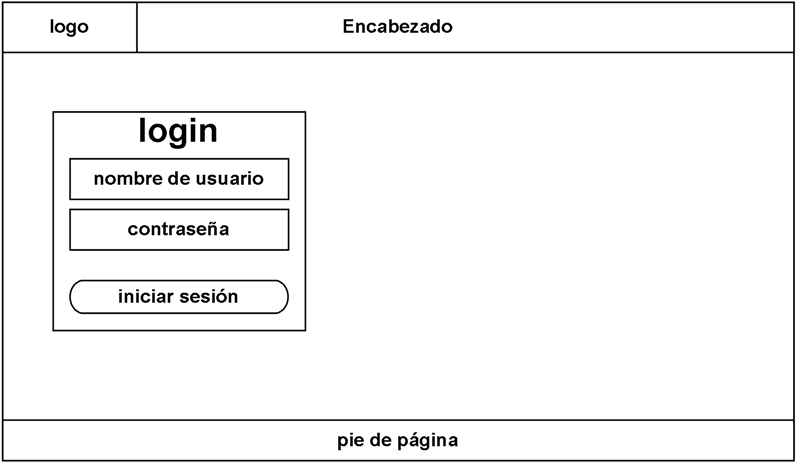 logo
Encabezado
login
nombre de usuario
contraseña
iniciar sesión
pie de página